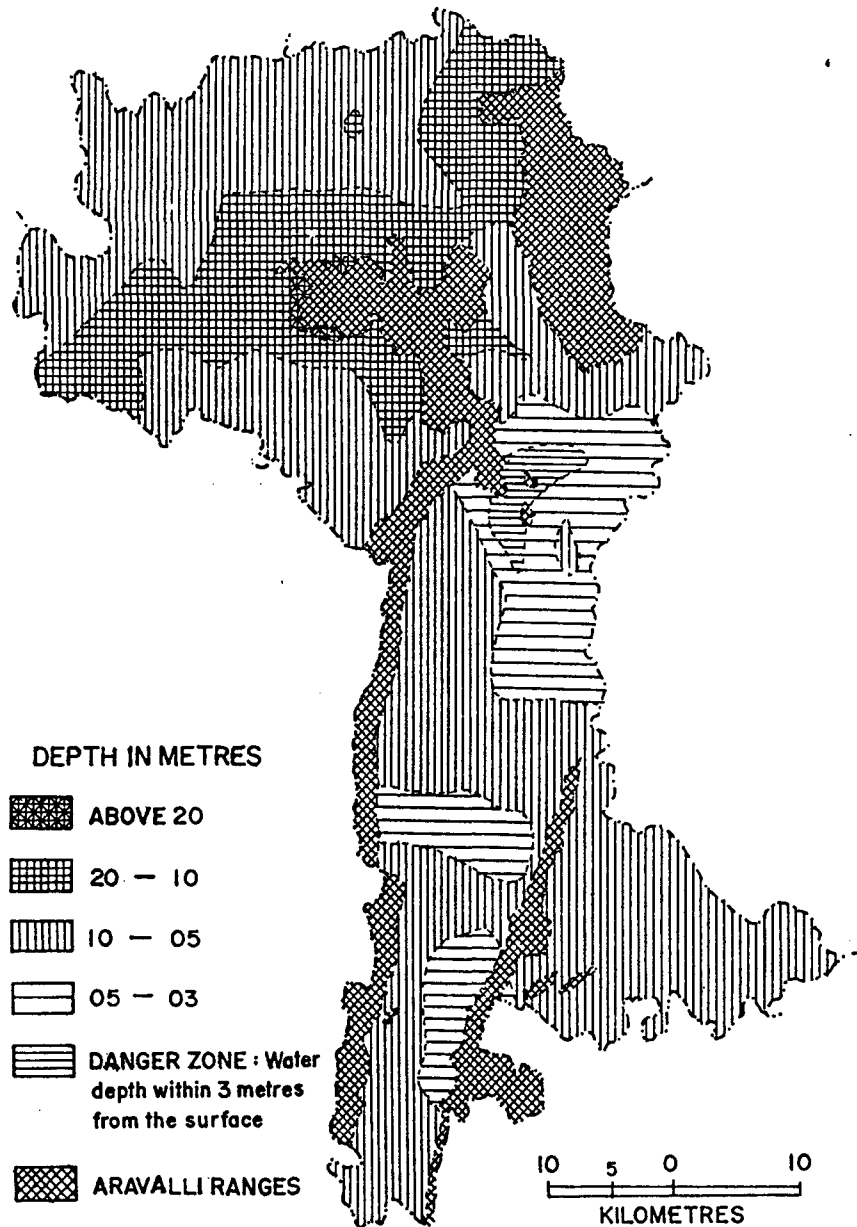 DEPTH IN METRES
ABOVE 20
20 — 10
10 — 05
05 — 03
DANGER ZONE : Water
depth within 3 metres
from the surface
ARAVALLI RANGES
10 5 0 10
KILOMETRES